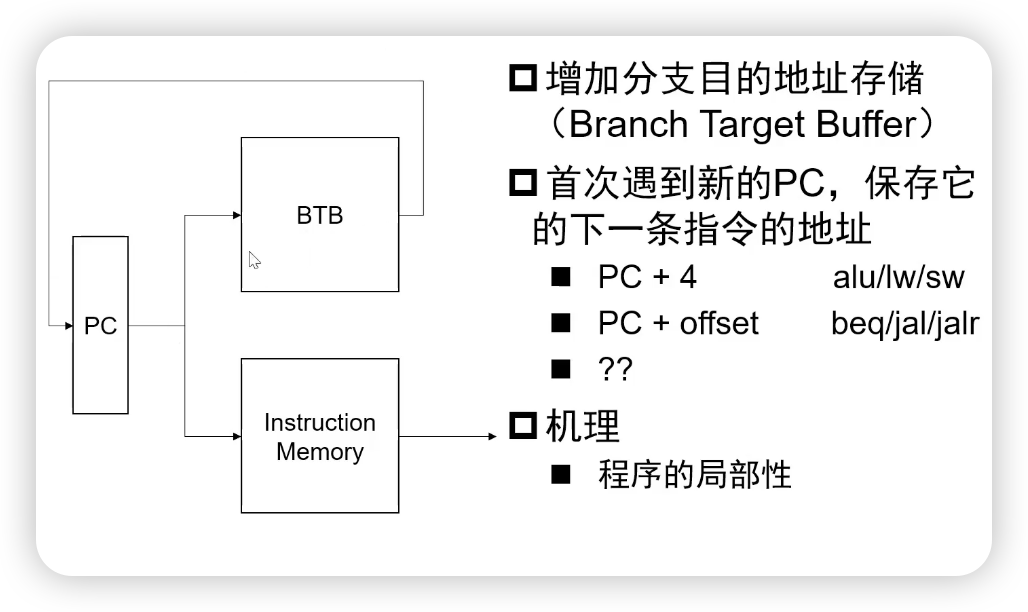 BTB
PC
Instruction
Memory
增加分支目的地址存储
（Branch Target Buffer）
首次遇到新的PC，保存它
的下一条指令的地址
PC + 4 alu/lw/sw
PC + offset beq/jal/jalr
??
机理
程序的局部性